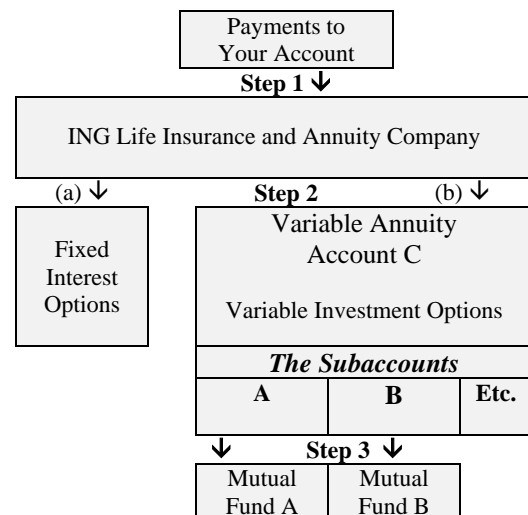 Payments to
Your Account
Step 1 ↓
ING Life Insurance and Annuity Company
(a) ↓ Step 2 (b) ↓
Fixed
Interest
Options
Variable Annuity
Account C
Variable Investment Options
The Subaccounts
A B Etc.
↓ Step 3 ↓
Mutual
Fund A
Mutual
Fund B